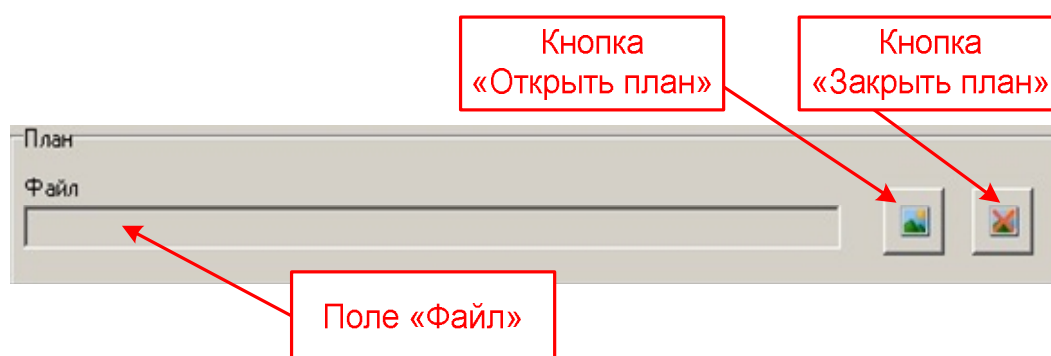 Кнопка
«Открыть план»
Кнопка
«Закрыть план»
План
Файл
Поле «Файл»